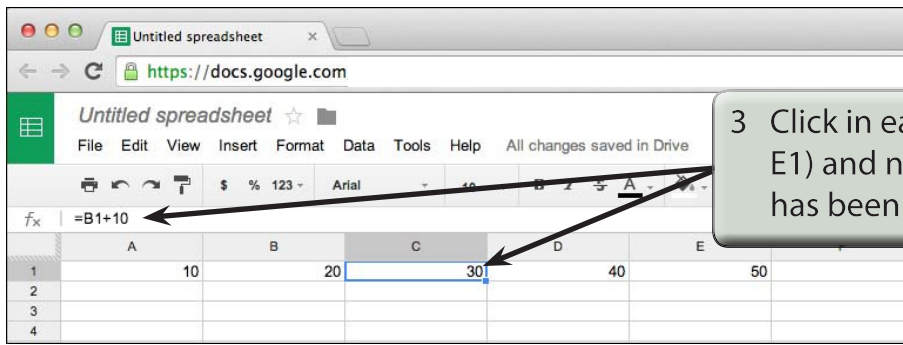 Untitled spreadsheet ×
https://docs.google.com
Untitled spreadsheet
File Edit View Insert Format Data Tools Help All changes saved in Drive
$ % 123 Arial 10 B I S A
fx =B1+10
A B C D E
1 10 20 30 40 50
2
3
4
3 Click in ea
E1) and n
has been